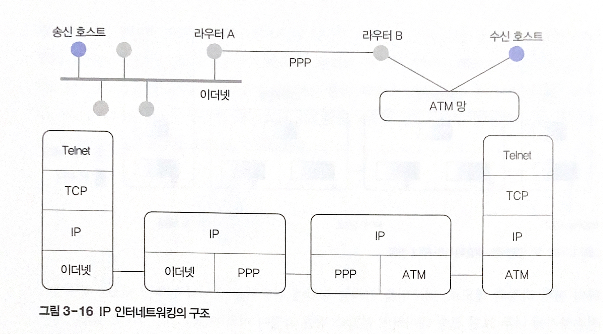 송신 호스트
라우터 A
라우터 B
수신 호스트
PPP
이더넷
ATM 망
Telnet
TCP
IP
이더넷
IP
이더넷
PPP
IP
PPP
ATM
Telnet
TCP
IP
ATM
그림 3-16 IP 인터네트워킹의 구조